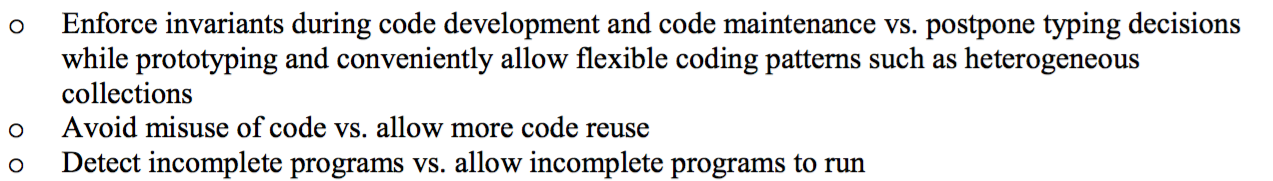 o Enforce invariants during code development and code maintenance vs. postpone typing decisions
while prototyping and conveniently allow flexible coding patterns such as heterogeneous
collections
o Avoid misuse of code vs. allow more code reuse
o Detect incomplete programs vs. allow incomplete programs to run